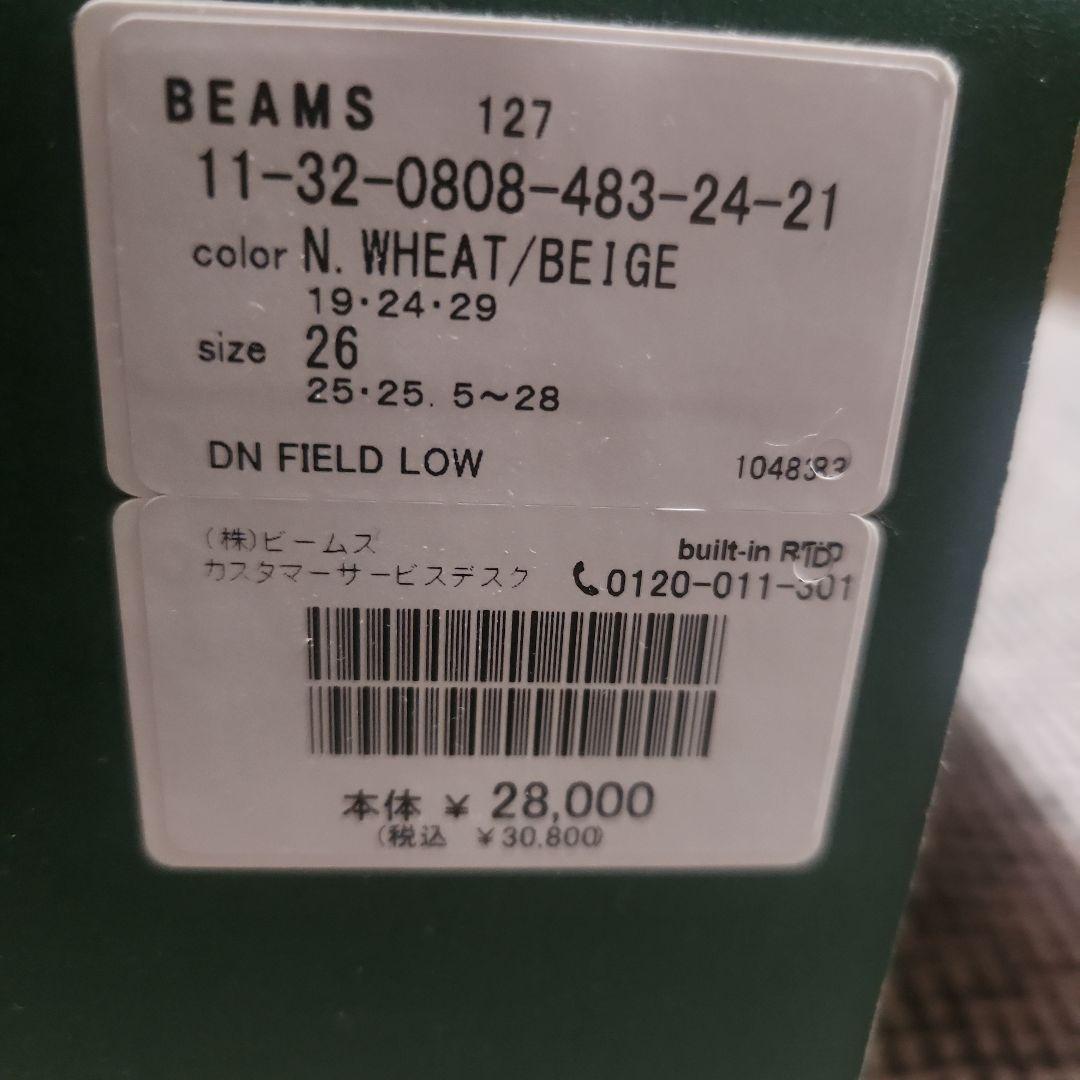 BEAMS 127
11-32-0808-483-24-21
color N. WHEAT/BEIGE
19・24・29
size 26
25・25. 5〜28
DN FIELD LOW
(株)ビームス
built-in
カスタマーサービスデスク
0120-011-301
本体 ¥ 28,000
(税込 ¥30.800)